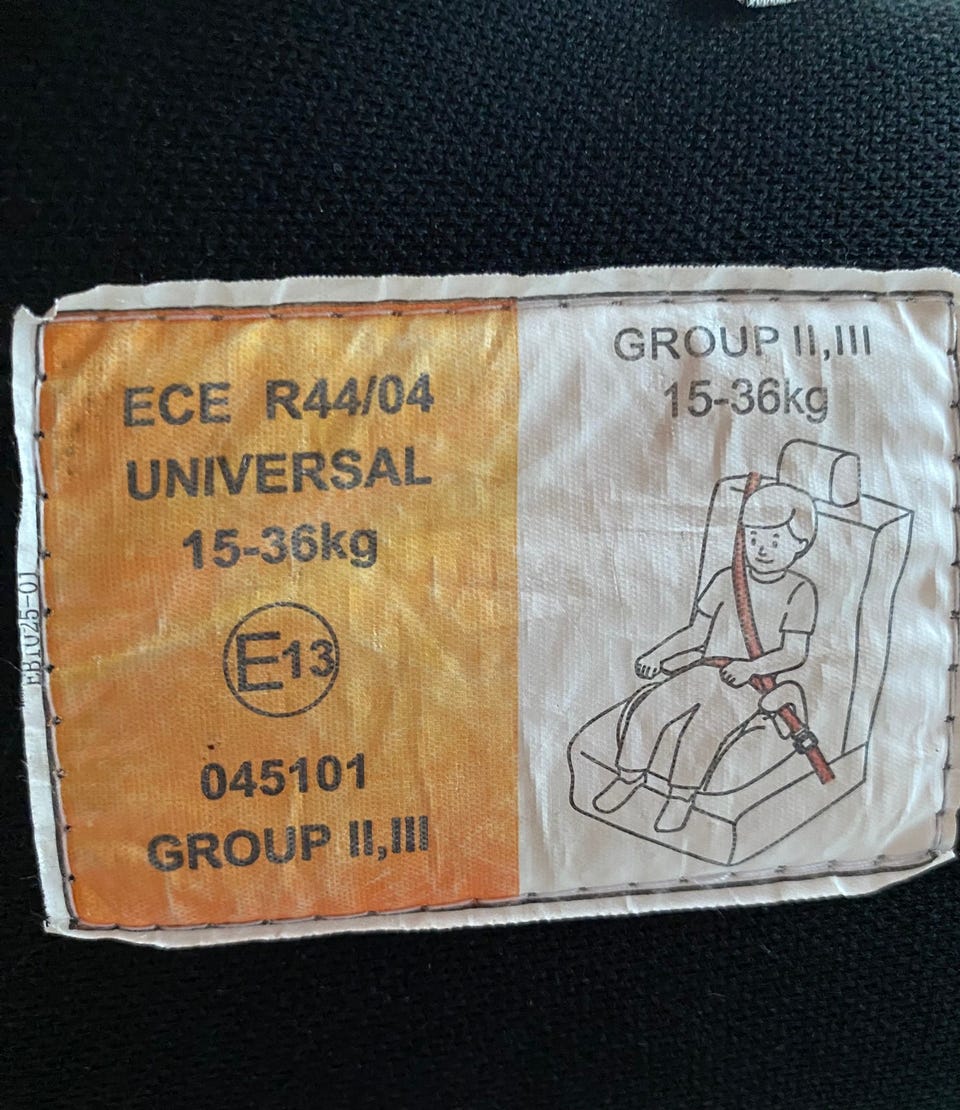 ECE R44/04
UNIVERSAL
15-36kg
E13
045101
GROUP II,III
GROUP II,III
15-36kg